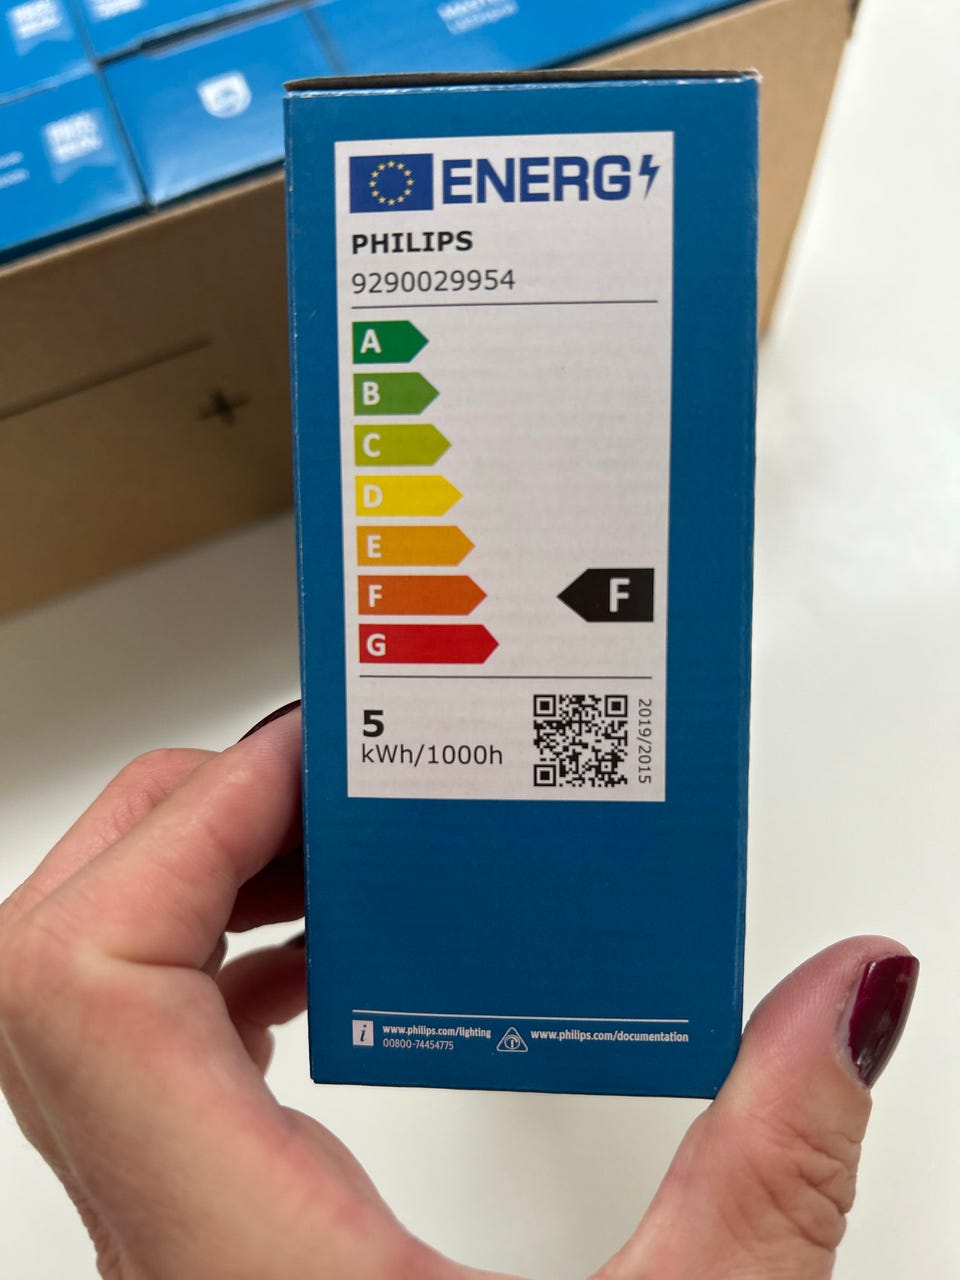 ENERG
PHILIPS
9290029954
A
B
C
D
E
F
F
G
5
kWh/1000h
2019/2015
i
www.philips.com/lighting
00800-74454775
www.philips.com/documentation